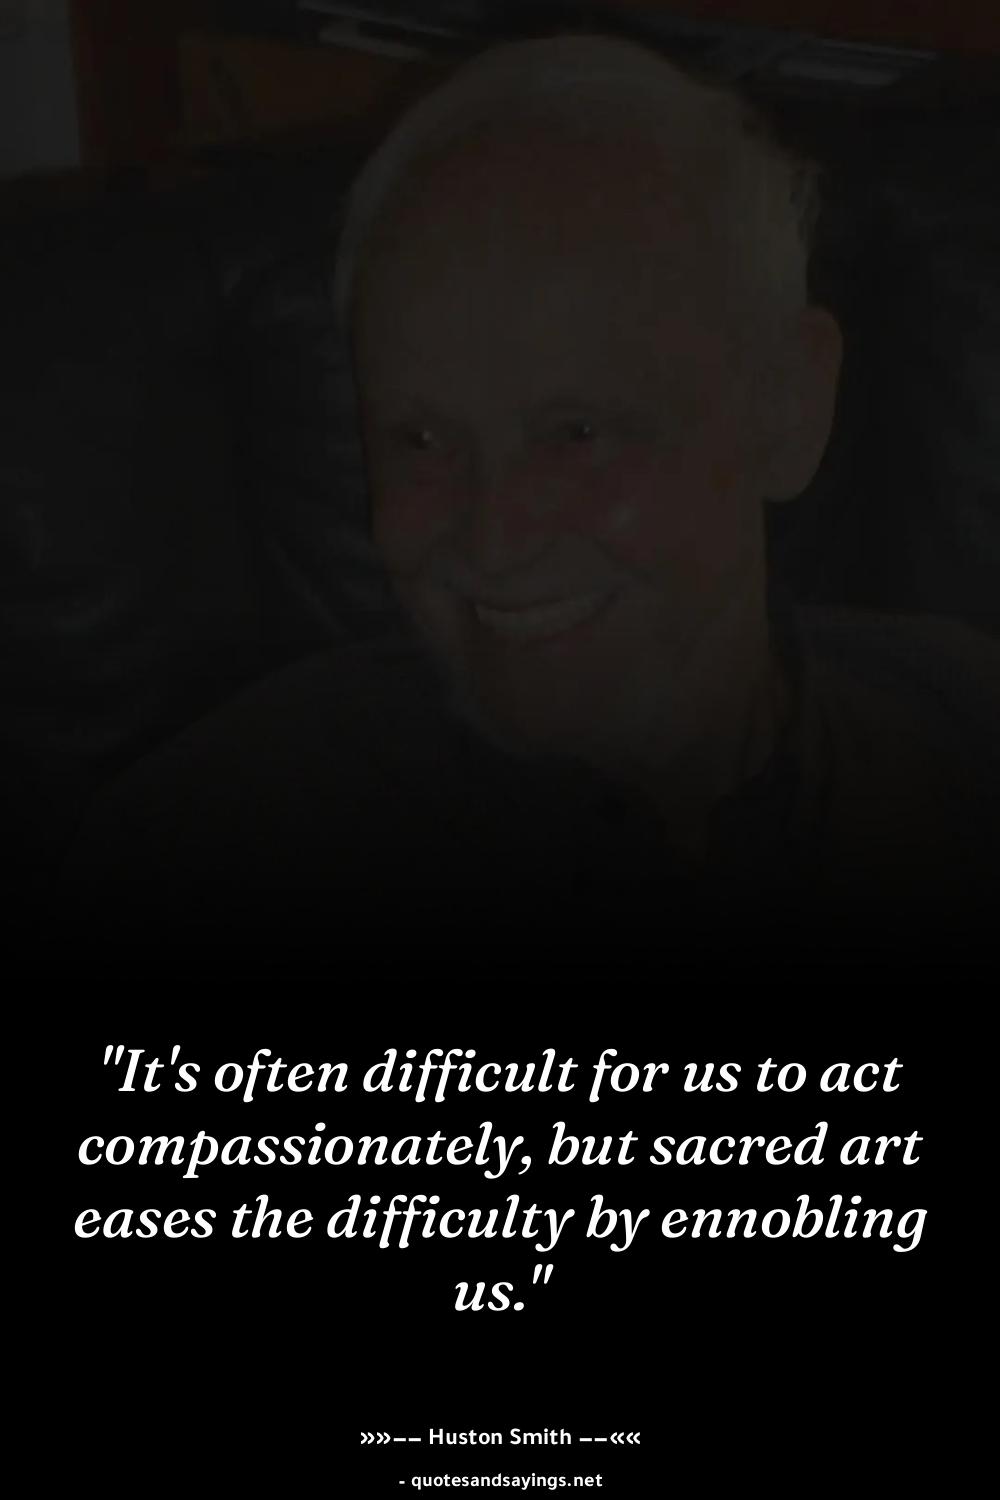 "It's often difficult for us to act
compassionately, but sacred art
eases the difficulty by ennobling
us."
»»−− Huston Smith −−««
- quotesandsayings.net